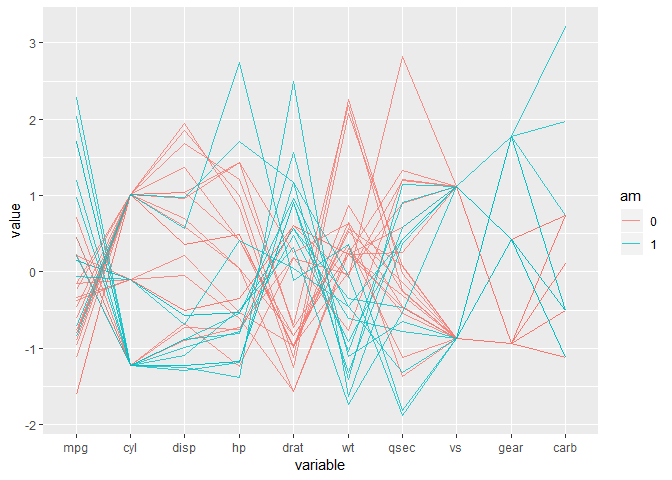 3
2
1
0
-1
-2
value
mpg cyl disp hp drat wt qsec vs gear carb
variable
am
0
1